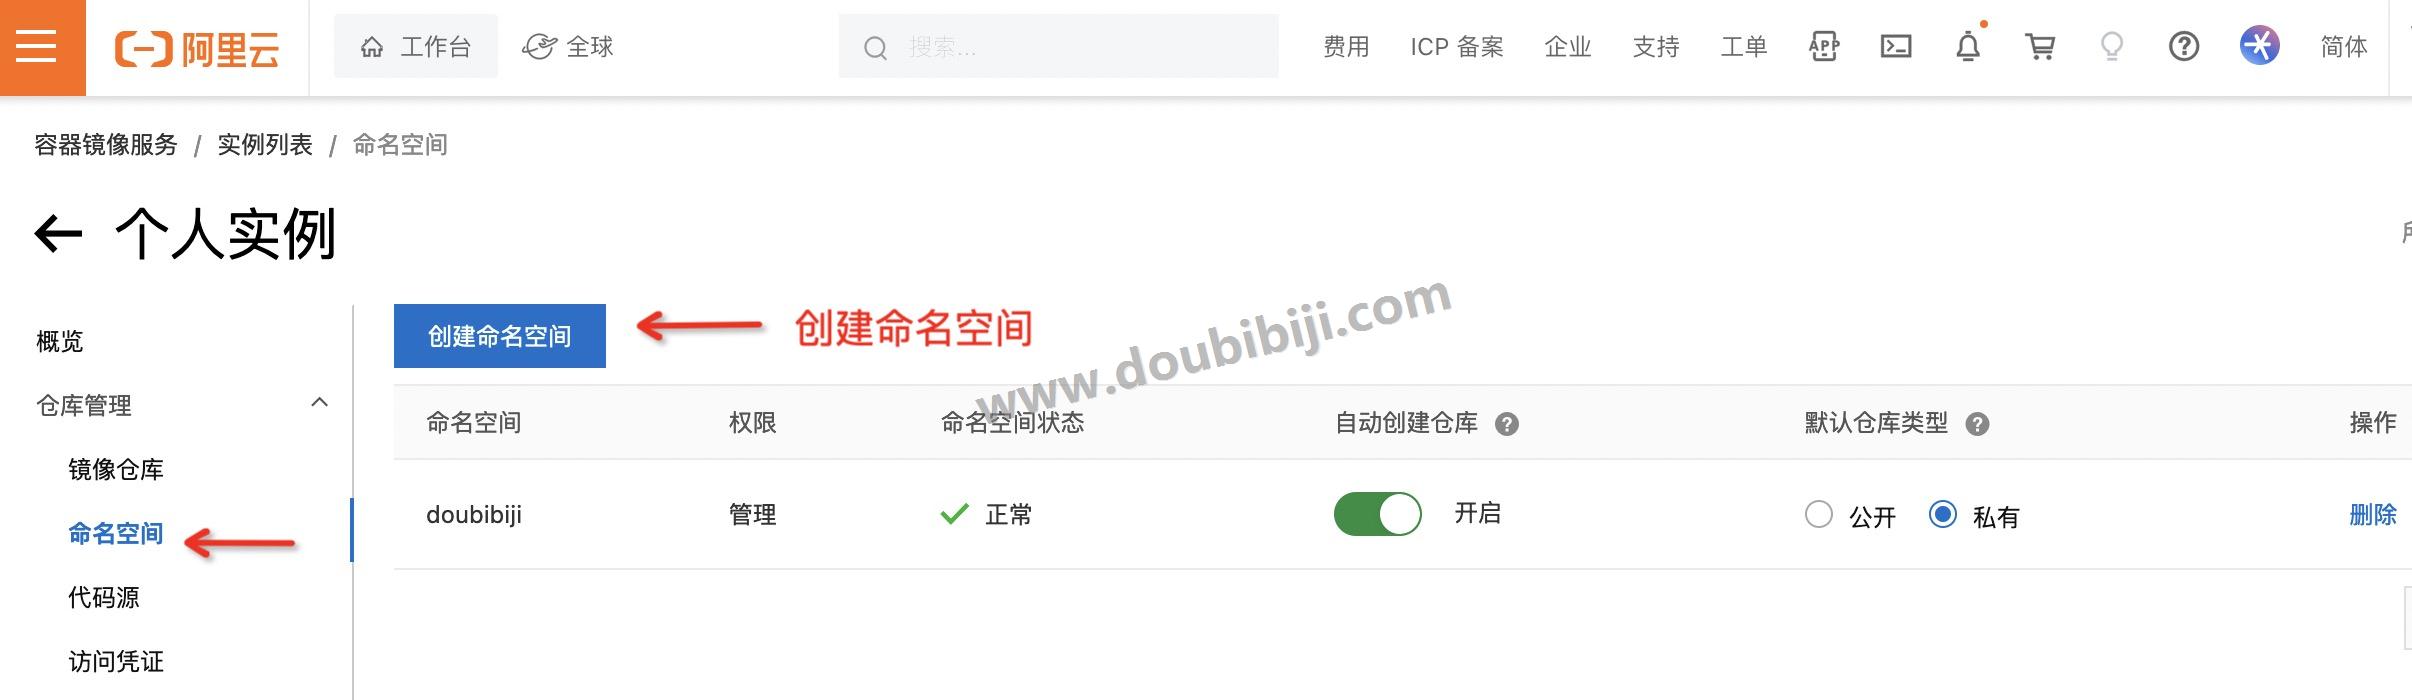 阿里云 工作台 全球 搜索... 费用 ICP 备案 企业 支持 工单 APP 简体
容器镜像服务 / 实例列表 / 命名空间
个人实例
创建命名空间 创建命名空间
www.doubibiji.com
概览
仓库管理
镜像仓库
命名空间
代码源
访问凭证
命名空间 权限 命名空间状态 自动创建仓库 ? 默认仓库类型 ? 操作
doubibiji 管理 正常 开启 公开 私有 删除